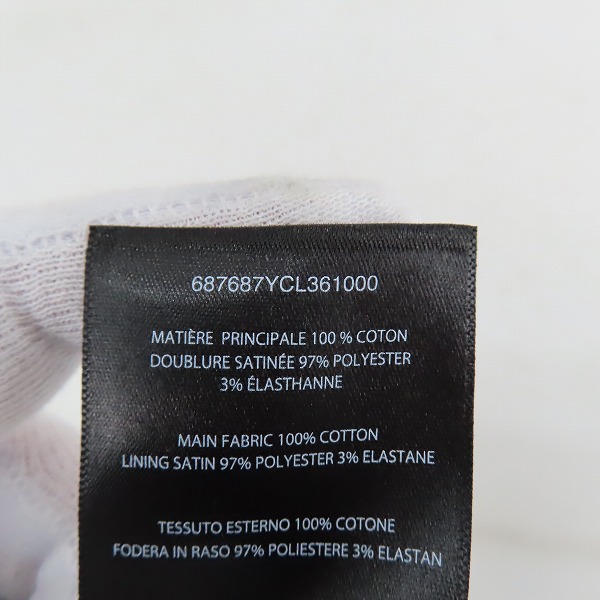 687687YCL361000
MATIÈRE PRINCIPALE 100 % COTON
DOUBLURE SATINÉE 97% POLYESTER
3% ÉLASTHANNE
MAIN FABRIC 100% COTTON
LINING SATIN 97% POLYESTER 3% ELASTANE
TESSUTO ESTERNO 100% COTONE
FODERA IN RASO 97% POLIESTERE 3% ELASTAN